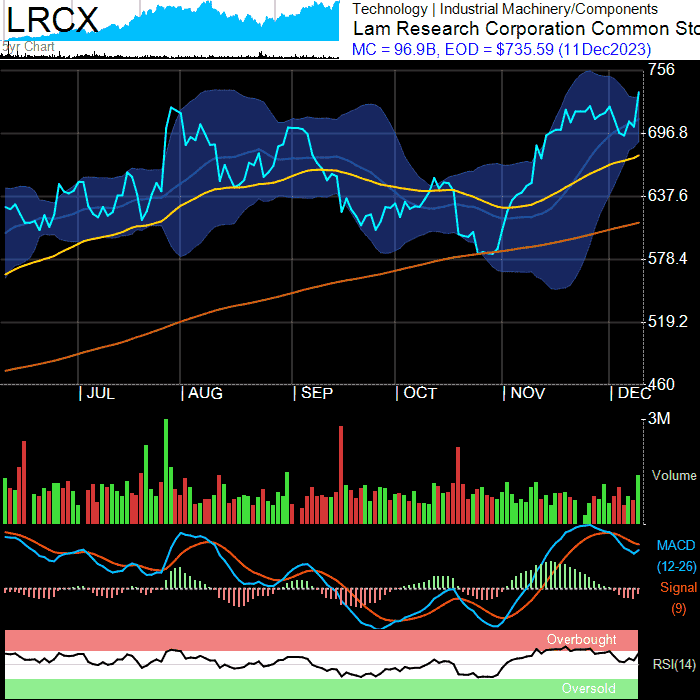 LRCX
5yr Chart
Technology | Industrial Machinery/Components
Lam Research Corporation Common Sto
MC = 96.9B, EOD = $735.59 (11Dec2023)
756
696.8
637.6
578.4
519.2
460
JUL AUG SEP OCT NOV DEC
3M
Volume
MACD
(12-26)
Signal
(9)
Overbought
RSI(14)
Oversold